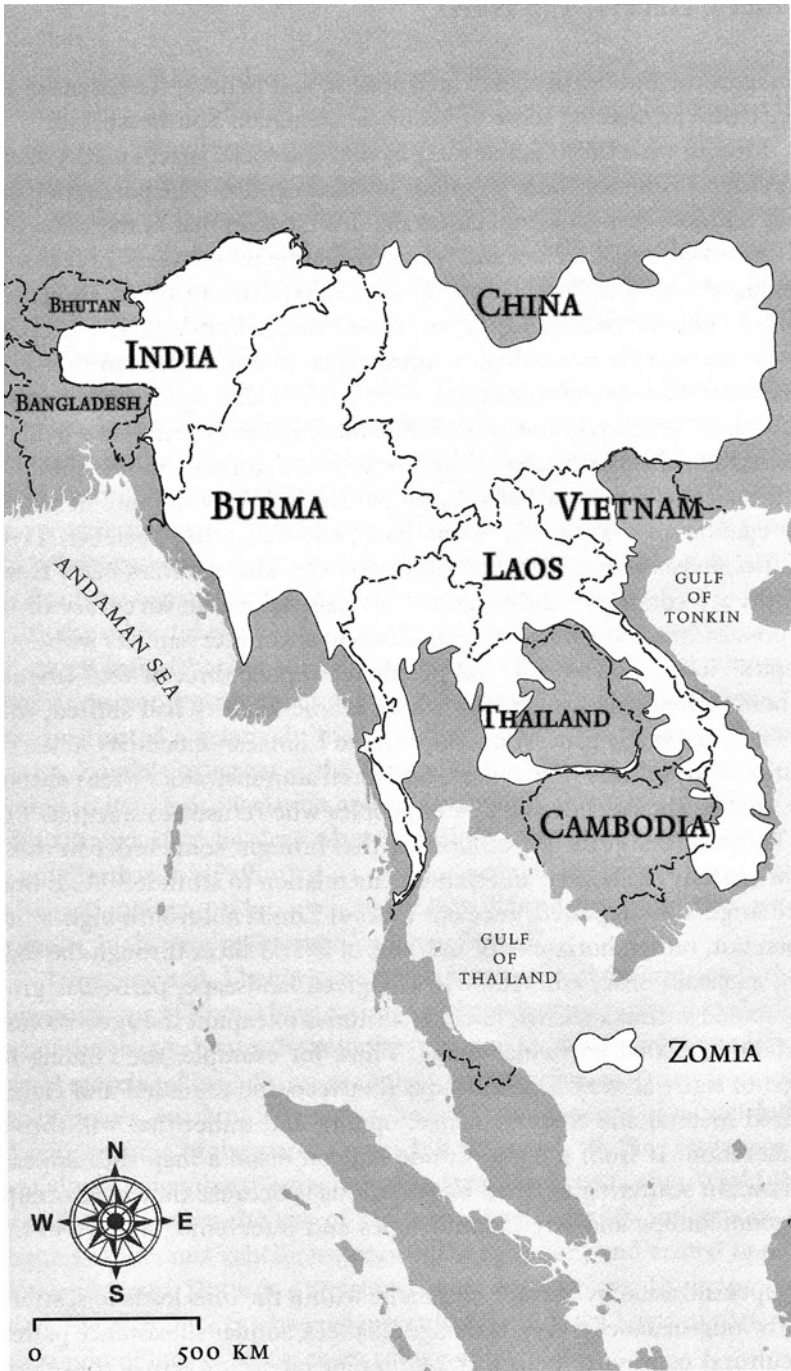 BHUTAN
CHINA
INDIA
BANGLADESH
BURMA
VIETNAM
LAOS
ANDAMAN SEA
GULF
OF
TONKIN
THAILAND
CAMBODIA
GULF
OF
THAILAND
ZOMIA
N
W E
S
0 500 KM